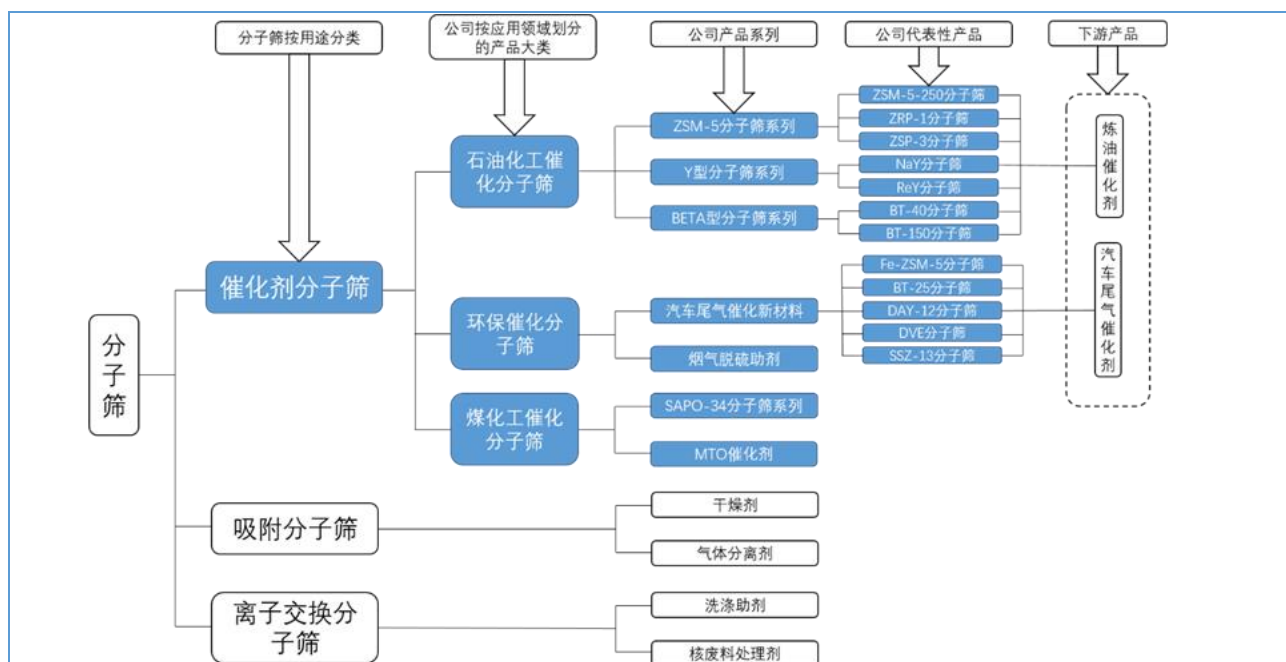 分子筛按用途分类
公司按应用领域划分
的产品大类
公司产品系列
公司代表性产品
下游产品
ZSM-5-250分子筛
ZRP-1分子筛
ZSM-5分子筛系列
ZSP-3分子筛
石油化工催
化分子筛
Y型分子筛系列
NaY分子筛
ReY分子筛
BETA型分子筛系列
BT-40分子筛
BT-150分子筛
炼油催化剂
催化剂分子筛
Fe-ZSM-5分子筛
BT-25分子筛
环保催化分
子筛
汽车尾气催化新材料
DAY-12分子筛
DVE分子筛
烟气脱硫助剂
SSZ-13分子筛
汽车尾气催化剂
分子筛
煤化工催化
分子筛
SAPO-34分子筛系列
MTO催化剂
吸附分子筛
干燥剂
气体分离剂
离子交换分
子筛
洗涤助剂
核废料处理剂